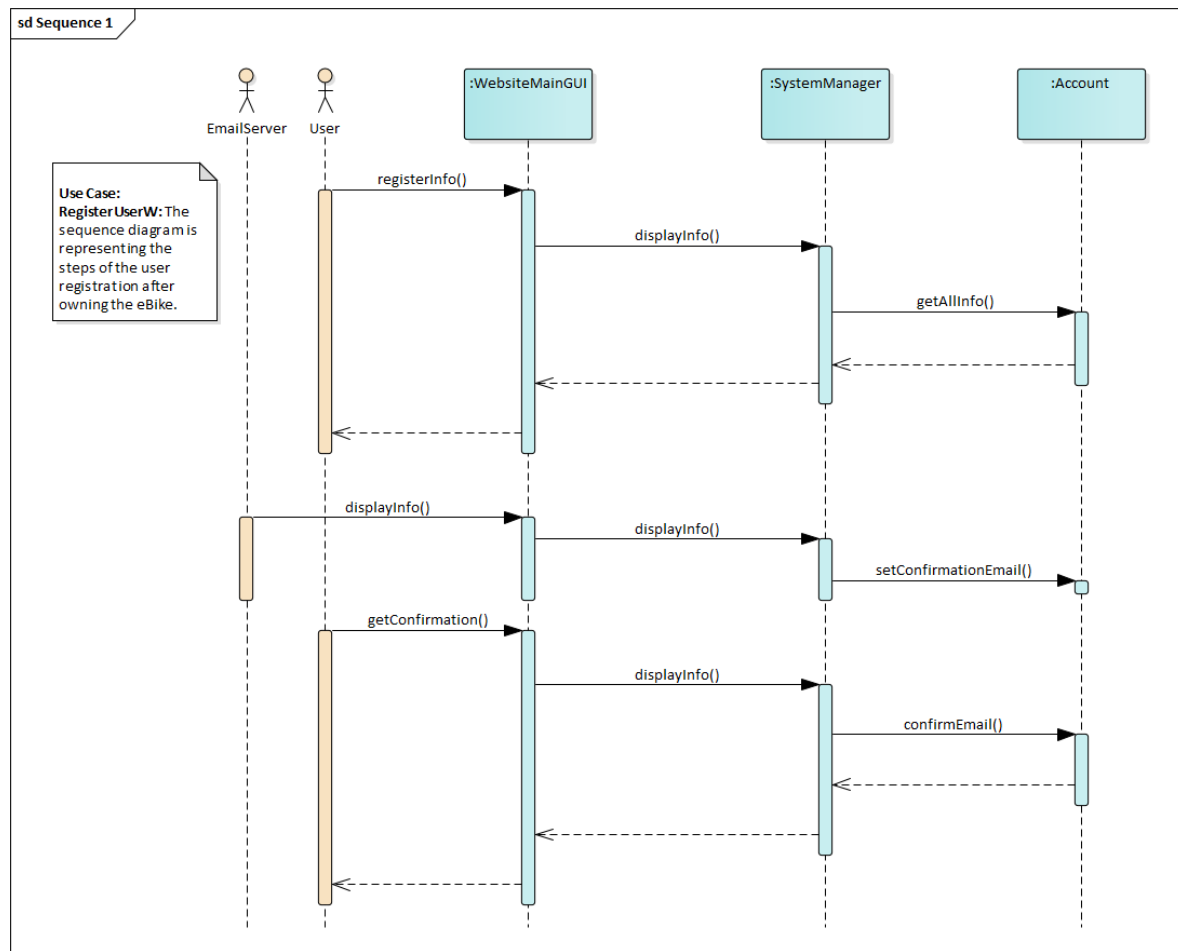 sd Sequence 1
:WebsiteMainGUI
:SystemManager
:Account
EmailServer
User
Use Case:
RegisterUserW: The
sequence diagram is
representing the
steps of the user
registration after
owning the eBike.
registerInfo()
displayInfo()
getAllInfo()
displayInfo()
displayInfo()
setConfirmationEmail()
getConfirmation()
displayInfo()
confirmEmail()